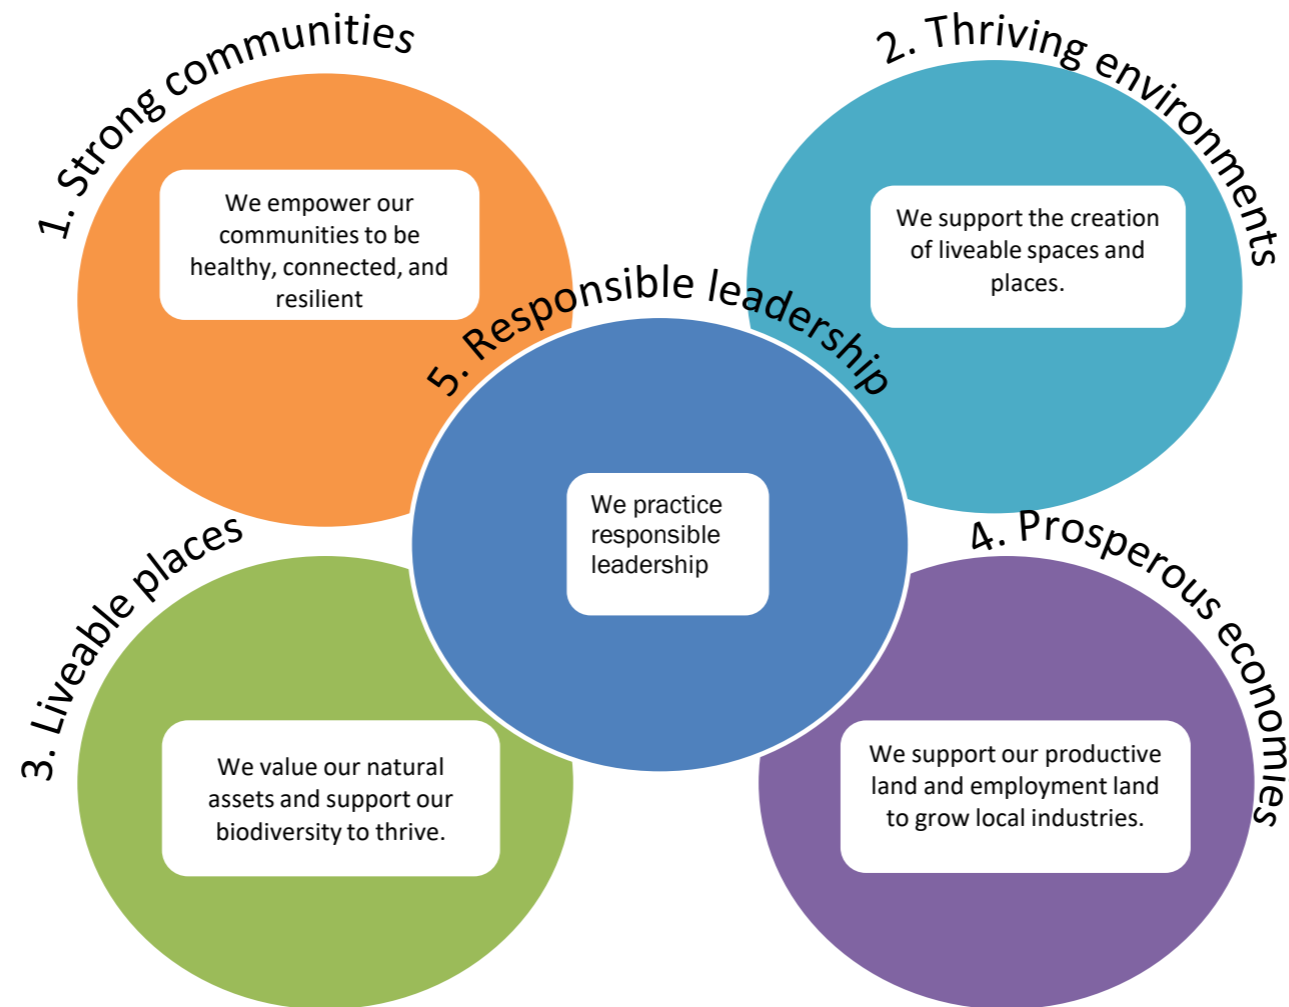 1. Strong communities
We empower our
communities to be
healthy, connected, and
resilient
2. Thriving environments
We support the creation
of liveable spaces and
places.
5. Responsible leadership
We practice
responsible
leadership
3. Liveable places
We value our natural
assets and support our
biodiversity to thrive.
4. Prosperous economies
We support our productive
land and employment land
to grow local industries.